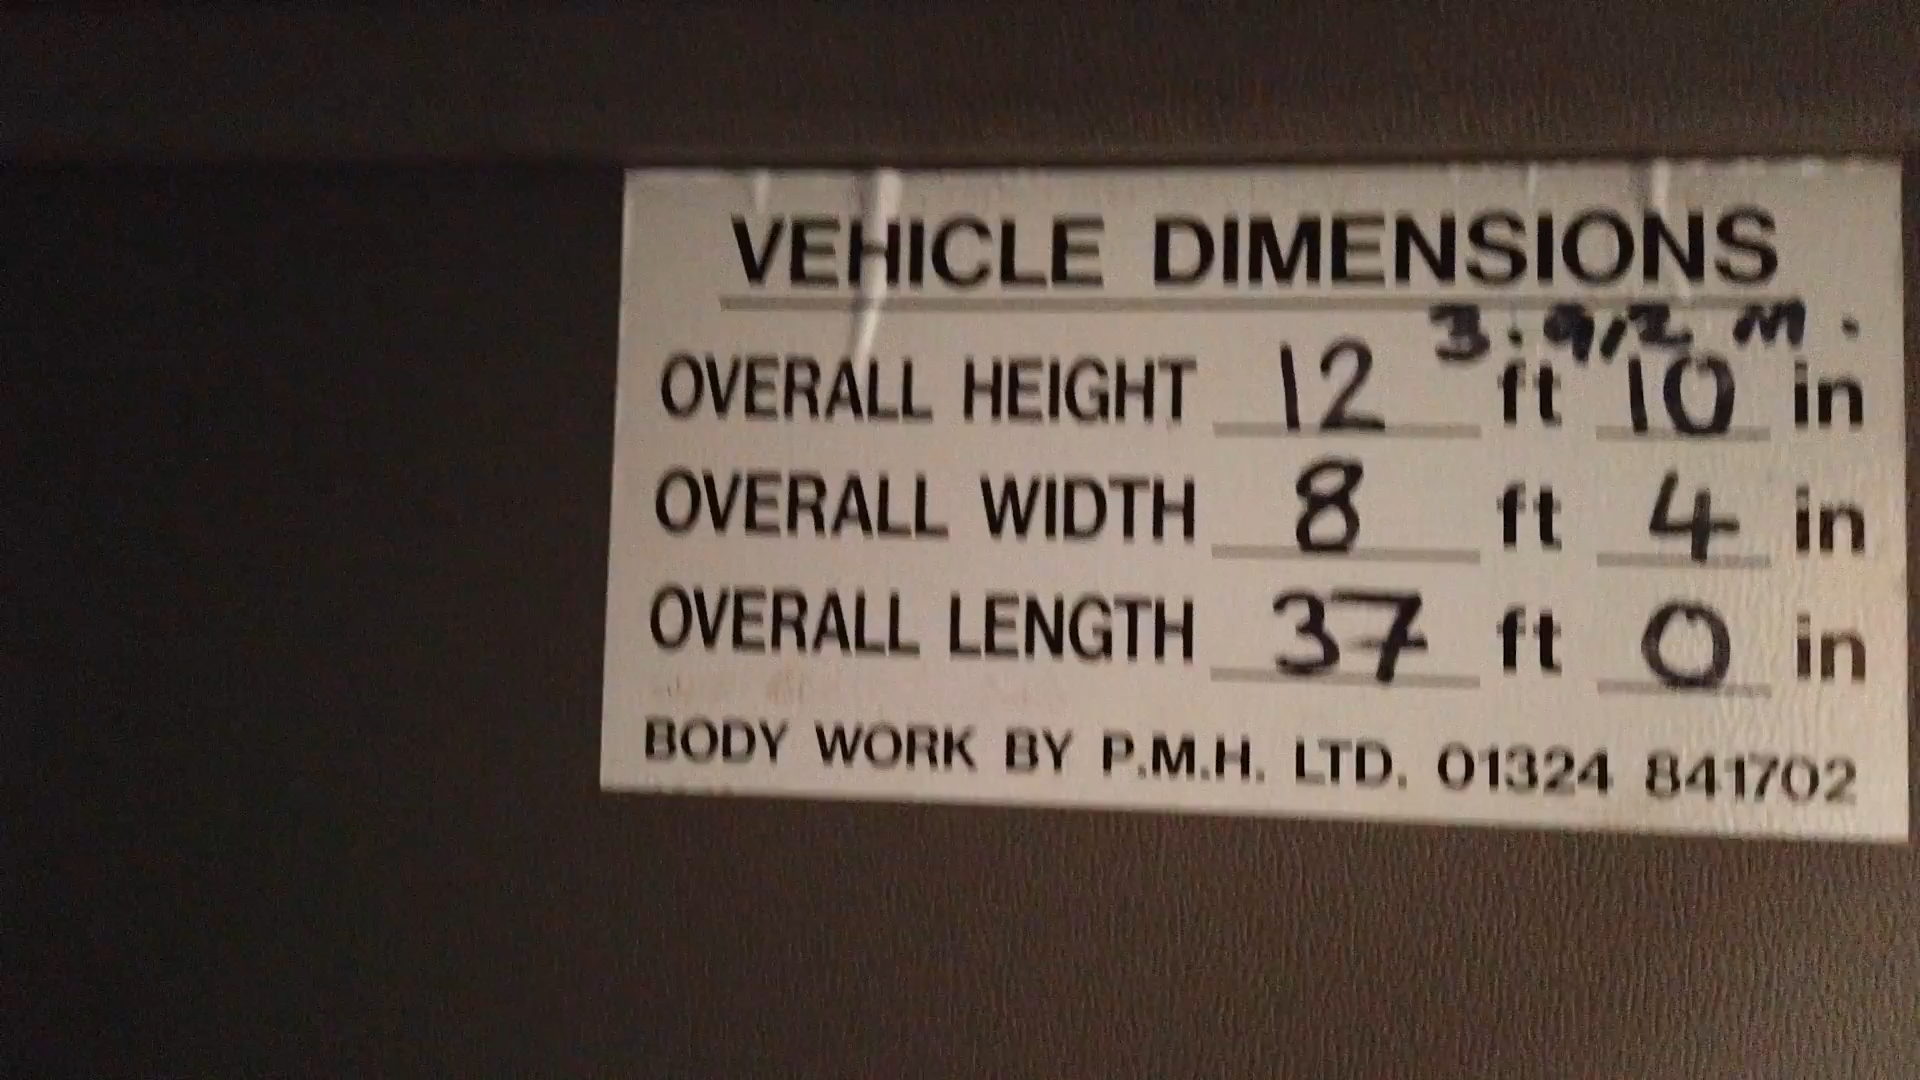 VEHICLE DIMENSIONS
3.912 M.
OVERALL HEIGHT 12 ft 10 in
OVERALL WIDTH 8 ft 4 in
OVERALL LENGTH 37 ft 0 in
BODY WORK BY P.M.H. LTD. 01324 841702